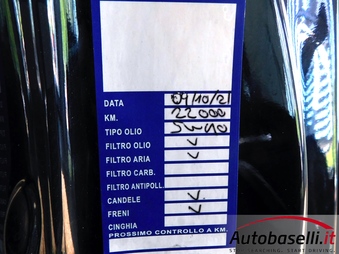 DATA 04/10/21
KM. 22000
TIPO OLIO 5W40
FILTRO OLIO ✓
FILTRO ARIA ✓
FILTRO CARB.
FILTRO ANTIPOLL.
CANDELE ✓
FRENI ✓
CINGHIA
PROSSIMO CONTROLLO A KM.
Autobaselli.it